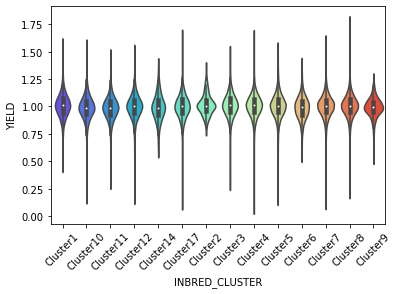 1.75
1.50
1.25
1.00
0.75
0.50
0.25
0.00
YIELD
Cluster1
Cluster10
Cluster11
Cluster12
Cluster14
Cluster17
Cluster2
Cluster3
Cluster4
Cluster5
Cluster6
Cluster7
Cluster8
Cluster9
INBRED_CLUSTER